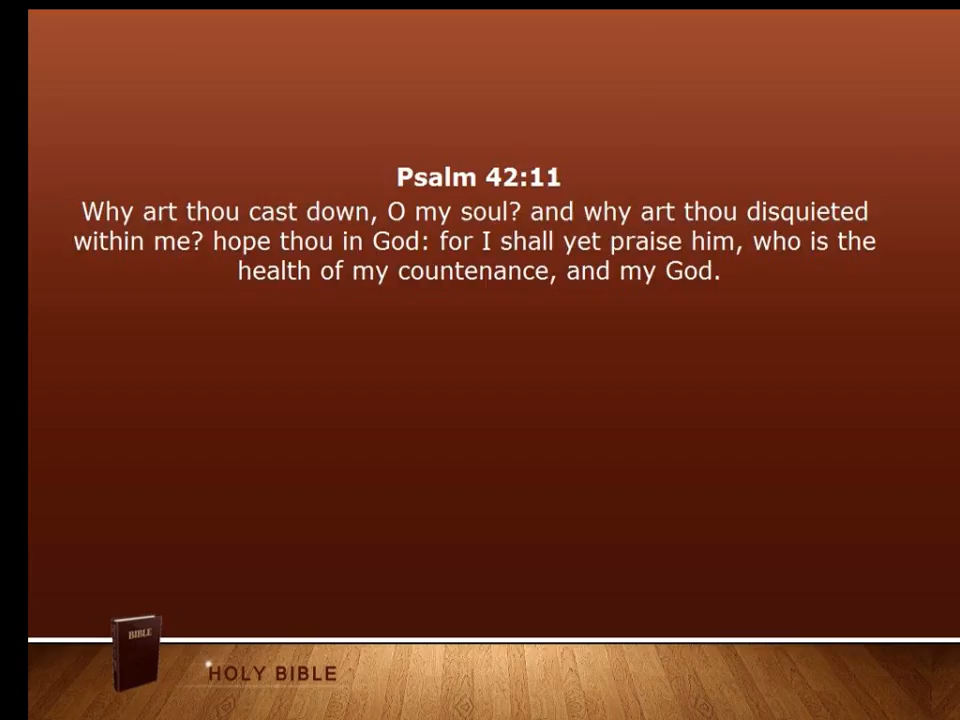 Psalm 42:11
Why art thou cast down, O my soul? and why art thou disquieted
within me? hope thou in God: for I shall yet praise him, who is the
health of my countenance, and my God.
BIBLE
HOLY BIBLE